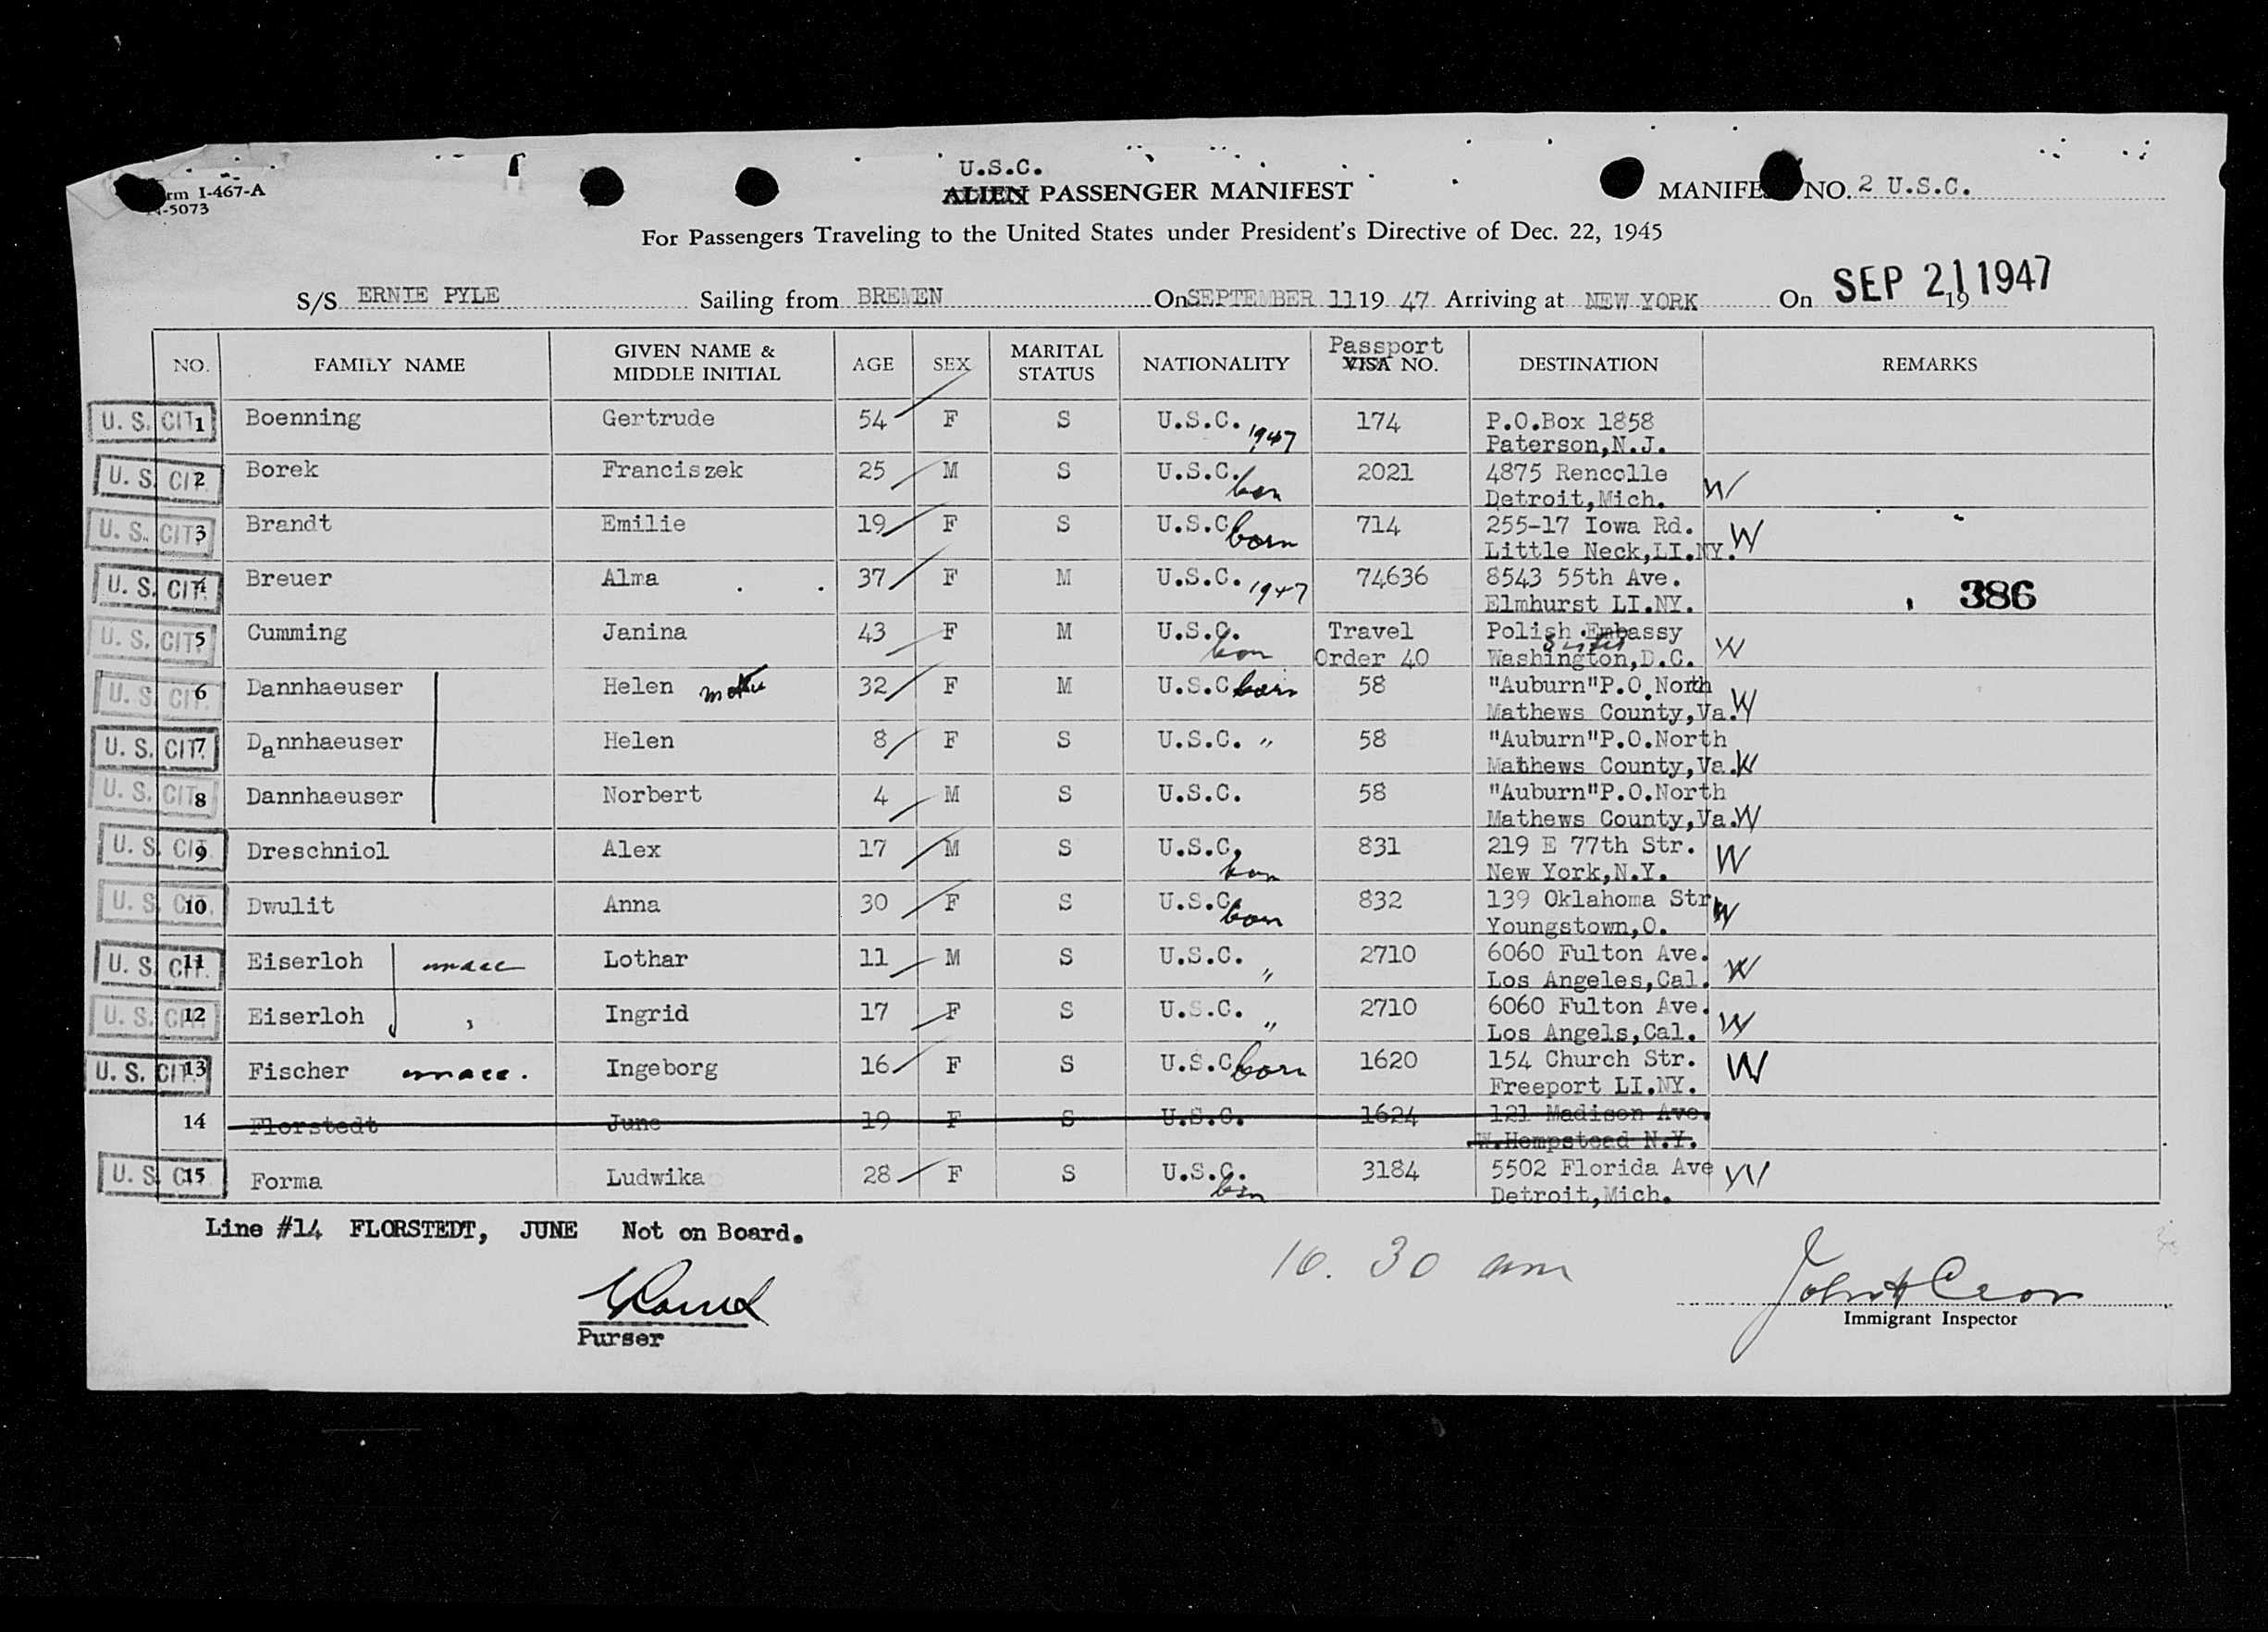 rm I-467-A
-5073
U.S.C.
ALIEN PASSENGER MANIFEST
MANIFE NO. 2 U.S.C.
For Passengers Traveling to the United States under President's Directive of Dec. 22, 1945
S/S ERNIE PYLE Sailing from BREMEN On SEPTEMBER 11 19 47 Arriving at NEW YORK On SEP 21 1947 19
Passport
NO. FAMILY NAME GIVEN NAME & MIDDLE INITIAL AGE SEX MARITAL STATUS NATIONALITY VISA NO. DESTINATION REMARKS
U. S. CIT. 1 Boenning Gertrude 54 F S U.S.C. 1947 174 P.O.Box 1858
Paterson,N.J.
U. S. CIT. 2 Borek Franciszek 25 M S U.S.C. born 2021 4875 Rencolle
Detroit,Mich. W
U. S. CIT. 3 Brandt Emilie 19 F S U.S.C born 714 255-17 Iowa Rd.
Little Neck,LI.NY. W
U. S. CIT. 4 Breuer Alma 37 F M U.S.C. 1947 74636 8543 55th Ave.
Elmhurst LI.NY. 386
U. S. CIT. 5 Cumming Janina 43 F M U.S.C. born Travel Polish Embassy
Order 40 Washington,D.C. W
U. S. CIT. 6 Dannhaeuser Helen mother 32 F M U.S.C born 58 "Auburn"P.O.North
Mathews County,Va. W
U. S. CIT. 7 Dannhaeuser Helen 8 F S U.S.C. " 58 "Auburn"P.O.North
Mathews County,Va. W
U. S. CIT. 8 Dannhaeuser Norbert 4 M S U.S.C. 58 "Auburn"P.O.North
Mathews County,Va. W
U. S. CIT. 9 Dreschniol Alex 17 M S U.S.C. born 831 219 E 77th Str.
New York,N.Y. W
U. S. CIT. 10 Dwulit Anna 30 F S U.S.C. born 832 139 Oklahoma Str.
Youngstown,O. W
U. S. CIT. 11 Eiserloh Lothar 11 M S U.S.C. " 2710 6060 Fulton Ave.
Los Angeles,Cal. W
U. S. CIT. 12 Eiserloh Ingrid 17 F S U.S.C. " 2710 6060 Fulton Ave.
Los Angels,Cal. W
U. S. CIT. 13 Fischer Ingeborg 16 F S U.S.C born 1620 154 Church Str.
Freeport LI.NY. W
14 Florstedt June 19 F S U.S.C. 1624 121 Madison Ave.
W.Hempstead N.Y.
U. S. CIT. 15 Forma Ludwika 28 F S U.S.C. born 3184 5502 Florida Ave
Detroit,Mich. W
Line #14 FLORSTEDT, JUNE Not on Board.
10. 30 am
Purser
Immigrant Inspector